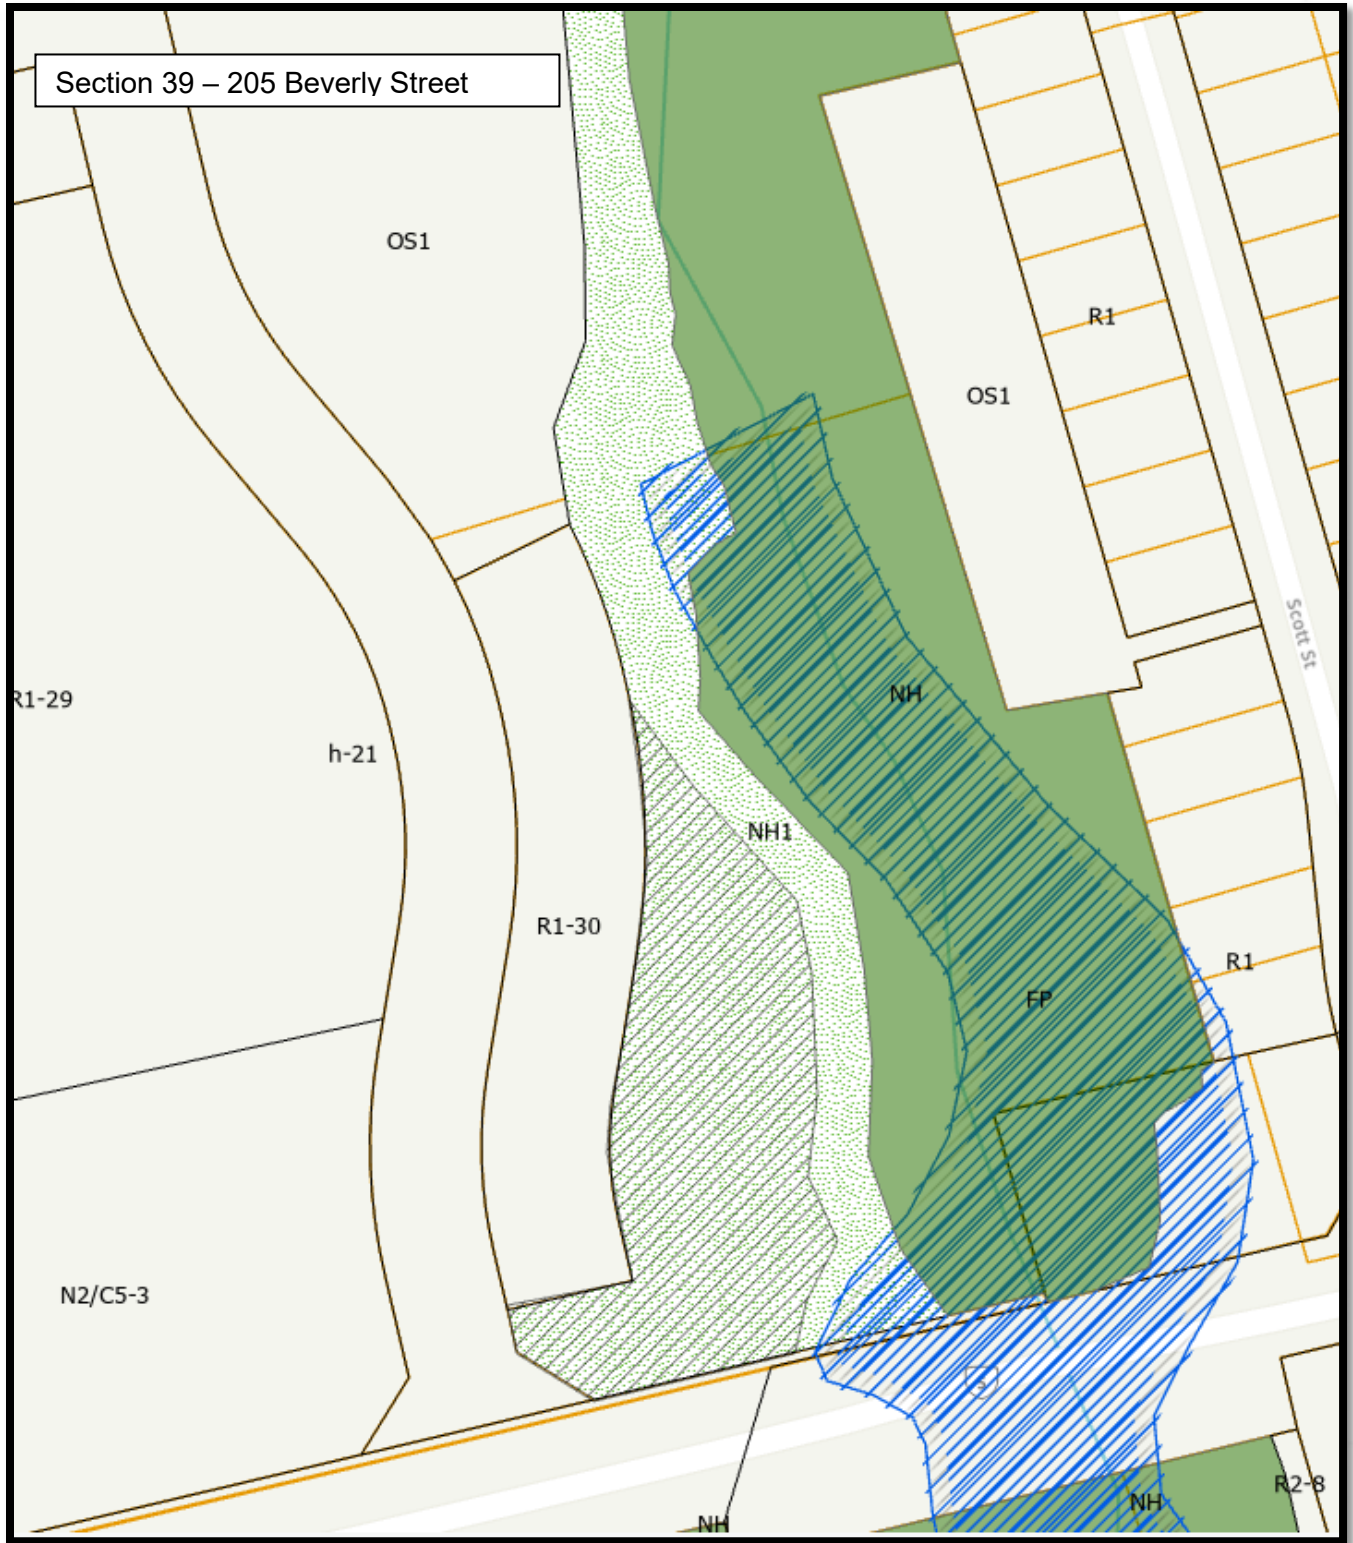 Section 39 – 205 Beverly Street
OS1
R1
OS1
Scott St
NH
R1-29
h-21
NH1
R1-30
R1
FP
N2/C5-3
R2-8
NH
NH